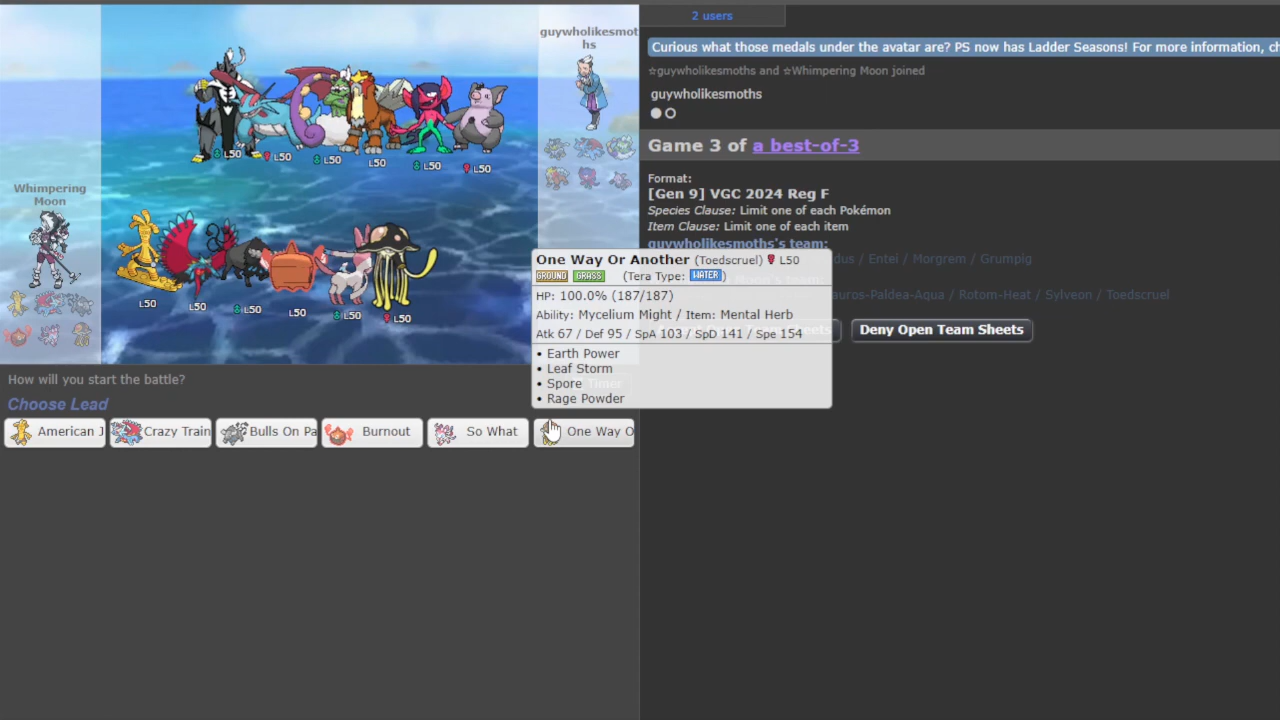 2 users
Curious what those medals under the avatar are? PS now has Ladder Seasons! For more information, ch
☆guywholikesmoths and ☆Whimpering Moon joined
guywholikesmoths
Game 3 of a best-of-3
Format:
[Gen 9] VGC 2024 Reg F
Species Clause: Limit one of each Pokémon
Item Clause: Limit one of each item
guywholikesmoths's team:
dus / Entei / Morgrem / Grumpig
auros-Paldea-Aqua / Rotom-Heat / Sylveon / Toedscruel
Deny Open Team Sheets
guywholikesmot
hs
L50
L50
L50
L50
L50
L50
Whimpering
Moon
L50
L50
L50
L50
L50
L50
One Way Or Another (Toedscruel) L50
GROUND GRASS (Tera Type: WATER)
HP: 100.0% (187/187)
Ability: Mycelium Might / Item: Mental Herb
Atk 67 / Def 95 / SpA 103 / SpD 141 / Spe 154
• Earth Power
• Leaf Storm
• Spore
• Rage Powder
Timer
How will you start the battle?
Choose Lead
American J
Crazy Train
Bulls On Pa
Burnout
So What
One Way O